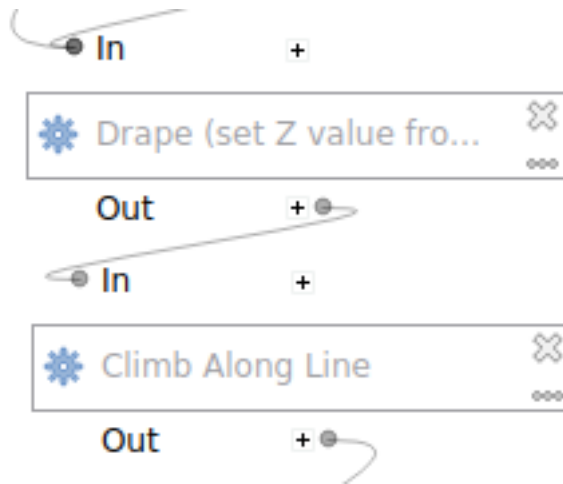 In
Drape (set Z value fro...
Out
In
Climb Along Line
Out